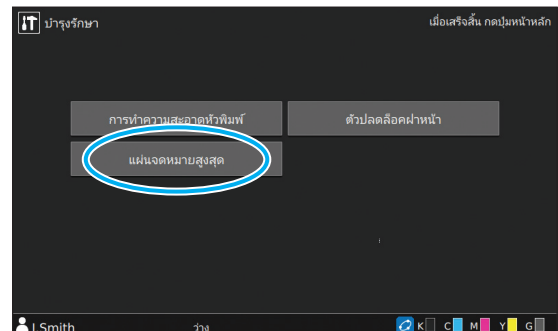 บำรุงรักษา
เมื่อเสร็จสิ้น กดปุ่มหน้าหลัก
การทำความสะอาดหัวพิมพ์
ตัวปลดล็อคฝาหน้า
แผ่นจดหมายสูงสุด
J.Smith
ว่าง
K C M Y G